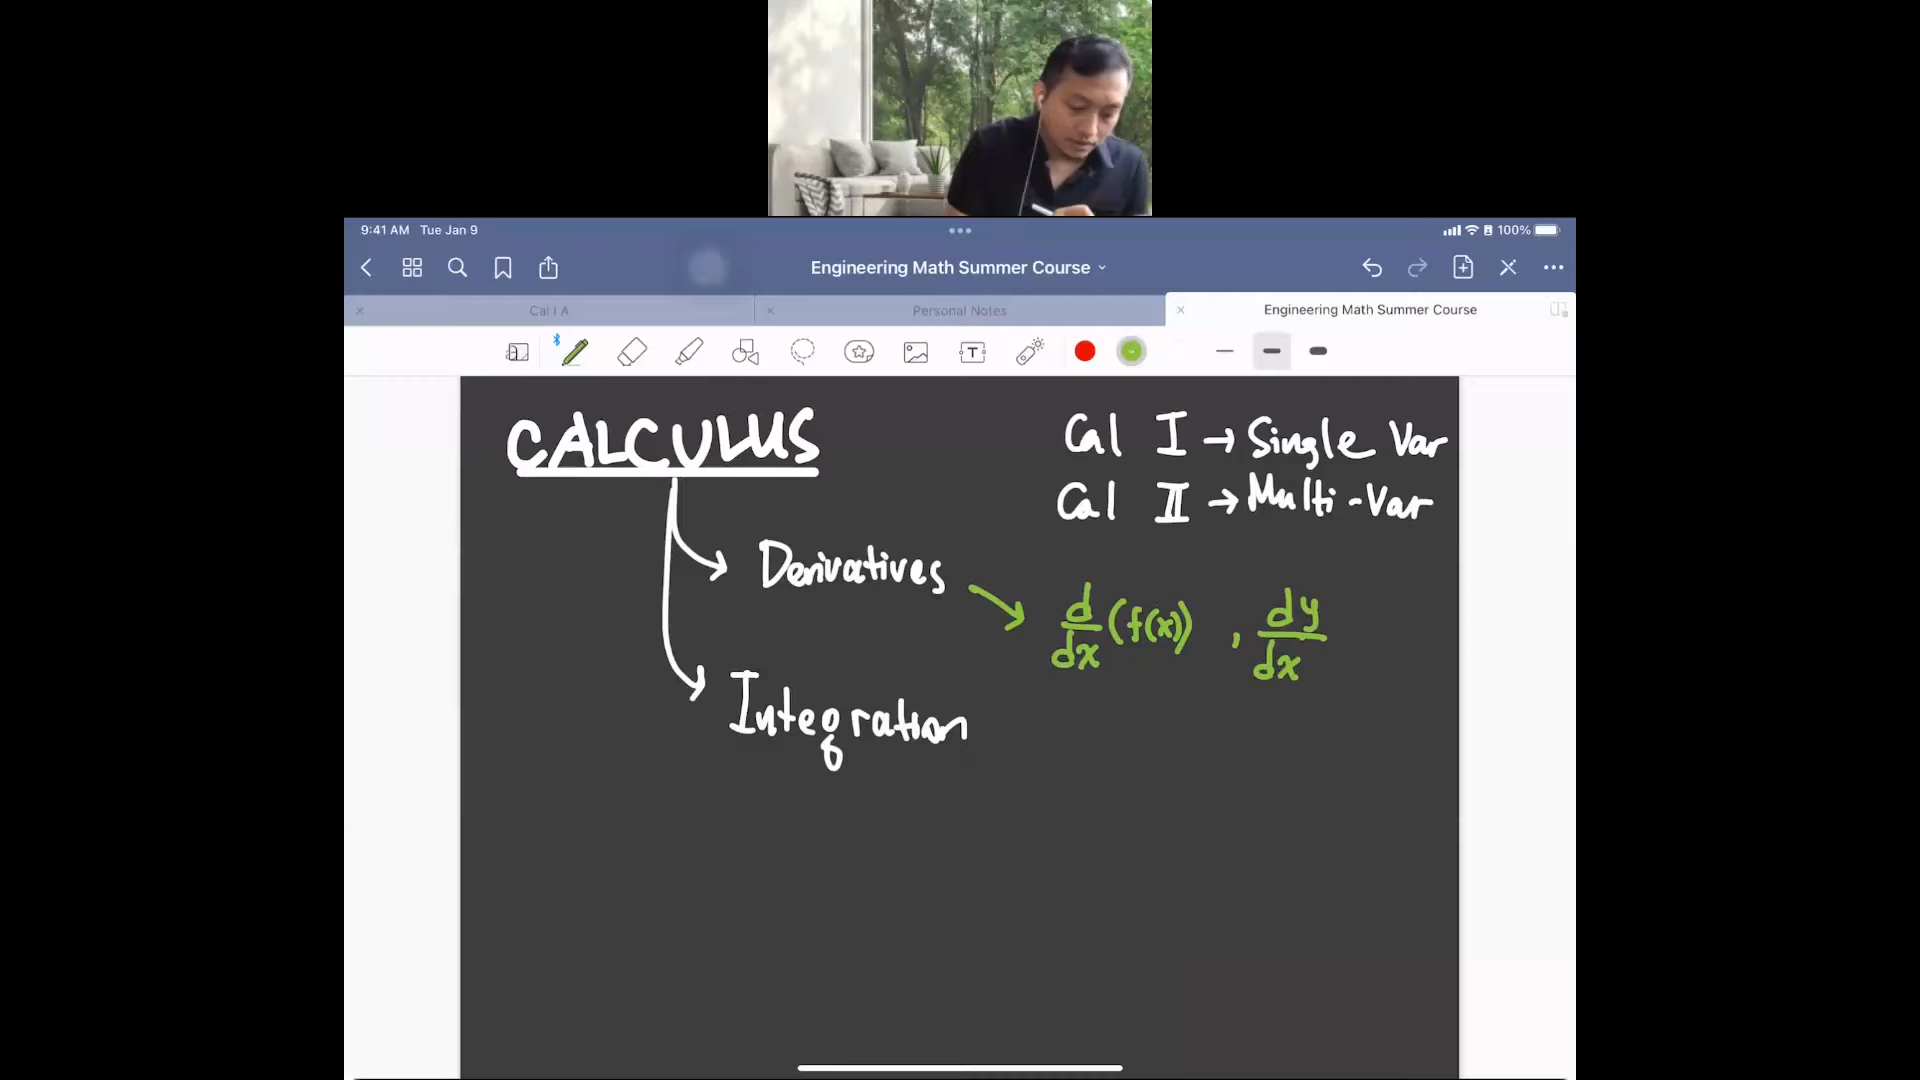 9:41 AM Tue Jan 9
100%
Engineering Math Summer Course
Cal I A
Personal Notes
Engineering Math Summer Course
CALCULUS
Cal I → Single Var
Cal II → Multi-Var
Derivatives
d/dx (f(x)) , dy/dx
Integration